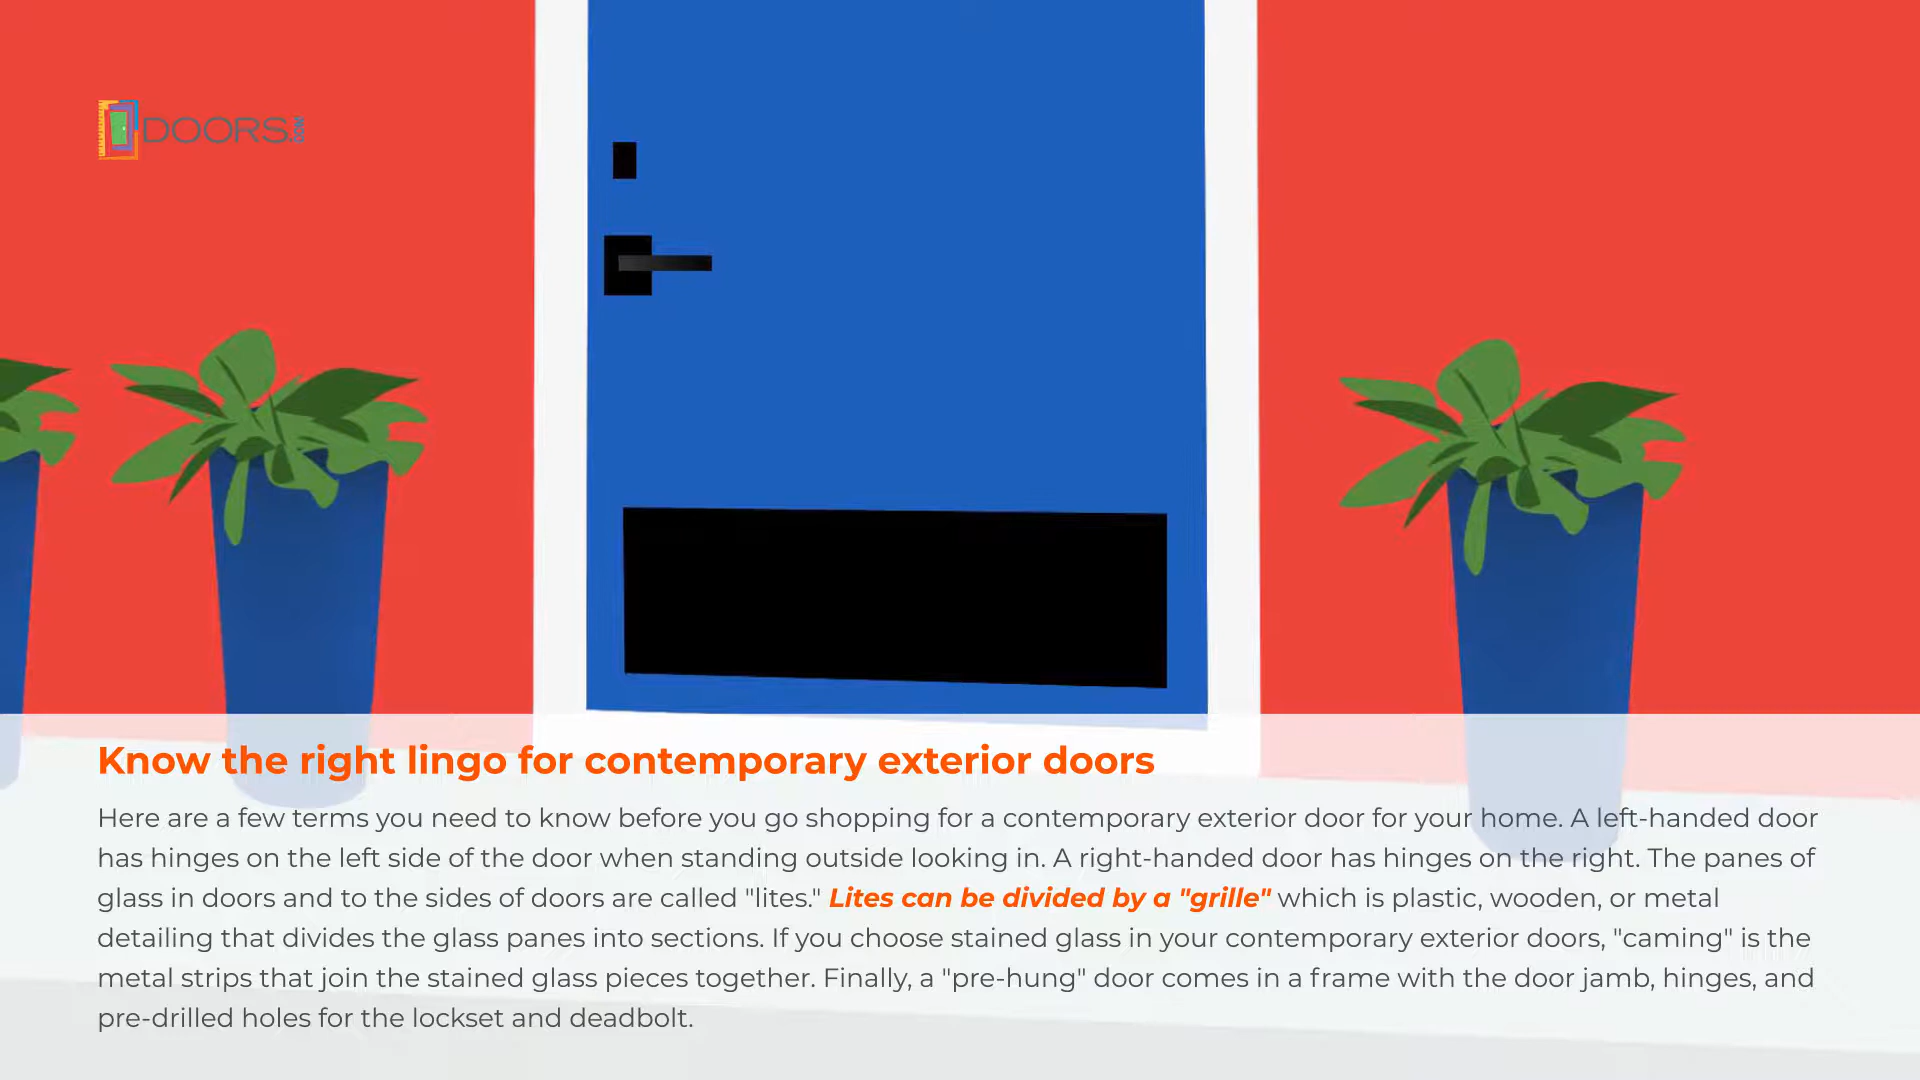 DOORS.COM
Know the right lingo for contemporary exterior doors
Here are a few terms you need to know before you go shopping for a contemporary exterior door for your home. A left-handed door
has hinges on the left side of the door when standing outside looking in. A right-handed door has hinges on the right. The panes of
glass in doors and to the sides of doors are called "lites." Lites can be divided by a "grille" which is plastic, wooden, or metal
detailing that divides the glass panes into sections. If you choose stained glass in your contemporary exterior doors, "caming" is the
metal strips that join the stained glass pieces together. Finally, a "pre-hung" door comes in a frame with the door jamb, hinges, and
pre-drilled holes for the lockset and deadbolt.